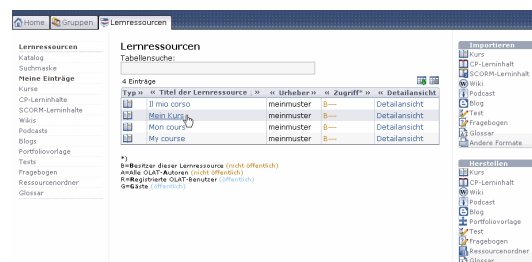 Home Gruppen Lernressourcen
Lernressourcen
Katalog
Suchmaske
Meine Einträge
Kurse
CP-Lerninhalte
SCORM-Lerninhalte
Wikis
Podcasts
Blogs
Portfoliovorlage
Tests
Fragebogen
Ressourcenordner
Glossar
Lernressourcen
Tabellensuche:
4 Einträge
Typ » « Titel der Lernressource » « Urheber » « Zugriff* » « Detailansicht
Il mio corso meinmuster B--- Detailansicht
Mein Kurs meinmuster B--- Detailansicht
Mon cours meinmuster B--- Detailansicht
My course meinmuster B--- Detailansicht
*)
B=Besitzer dieser Lernressource (nicht öffentlich)
A=Alle OLAT-Autoren (nicht öffentlich)
R=Registrierte OLAT-Benutzer (öffentlich)
G=Gäste (öffentlich)
Importieren
Kurs
CP-Lerninhalt
SCORM-Lerninhalt
Wiki
Podcast
Blog
Test
Fragebogen
Glossar
Andere Formate
Herstellen
Kurs
CP-Lerninhalt
Wiki
Podcast
Blog
Portfoliovorlage
Test
Fragebogen
Ressourcenordner
Glossar